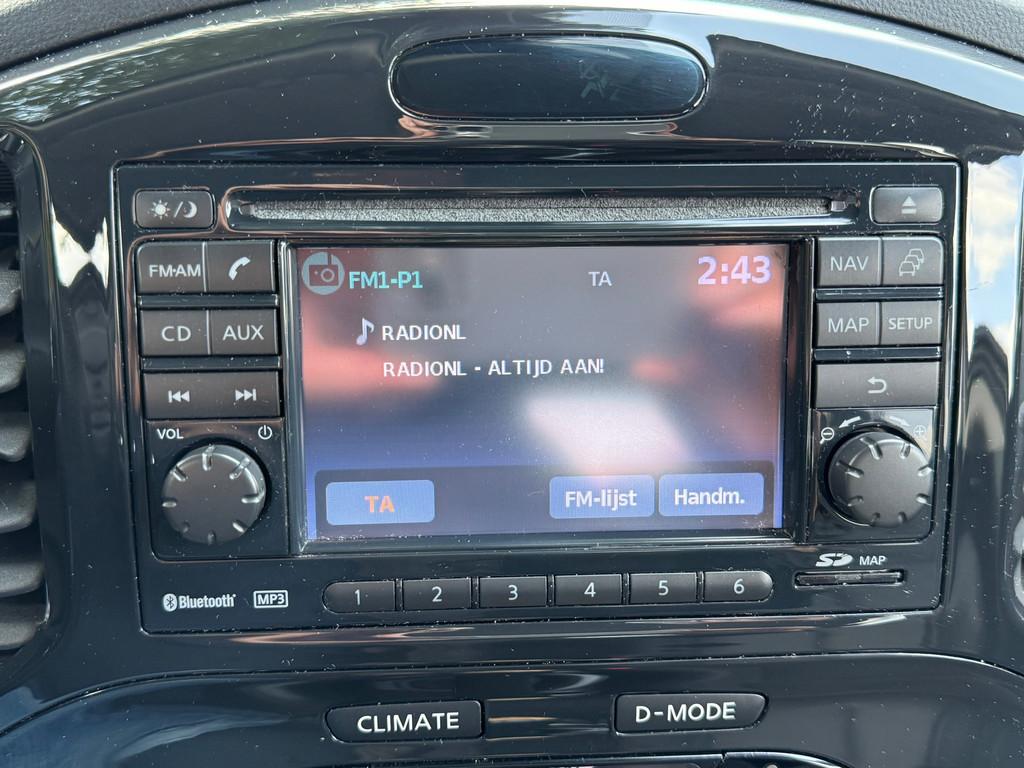 FM·AM
NAV
CD
AUX
MAP
SETUP
VOL
FM1-P1
TA
2:43
RADIONL
RADIONL - ALTIJD AAN!
TA
FM-lijst
Handm.
Bluetooth
MP3
1
2
3
4
5
6
SD
MAP
CLIMATE
D-MODE